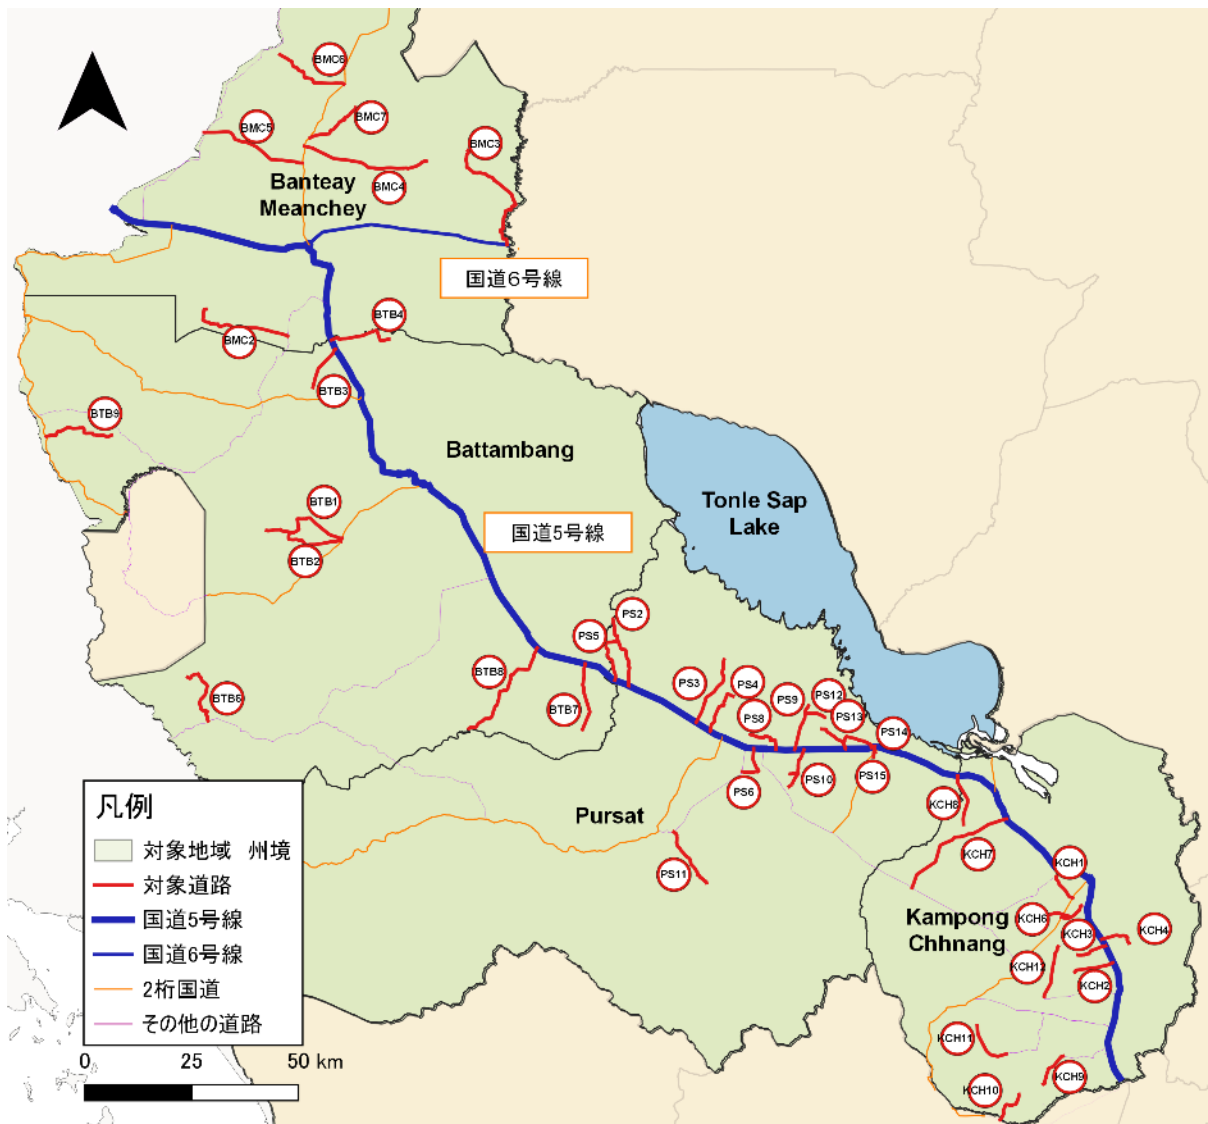 BMC6
BMC7
BMC5
BMC3
BMC4
Banteay
Meanchey
国道6号線
BTB4
BMC2
BTB3
BTB9
Battambang
BTB1
Tonle Sap
Lake
国道5号線
BTB2
PS2
PS5
BTB8
PS3
PS4
BTB6
PS9
PS12
BTB7
PS8
PS13
PS14
PS15
PS10
PS6
KCH8
Pursat
KCH7
KCH1
PS11
Kampong
Chhnang
KCH6
KCH3
KCH4
KCH12
KCH2
KCH11
KCH9
KCH10
凡例
対象地域 州境
対象道路
国道5号線
国道6号線
2桁国道
その他の道路
0 25 50 km